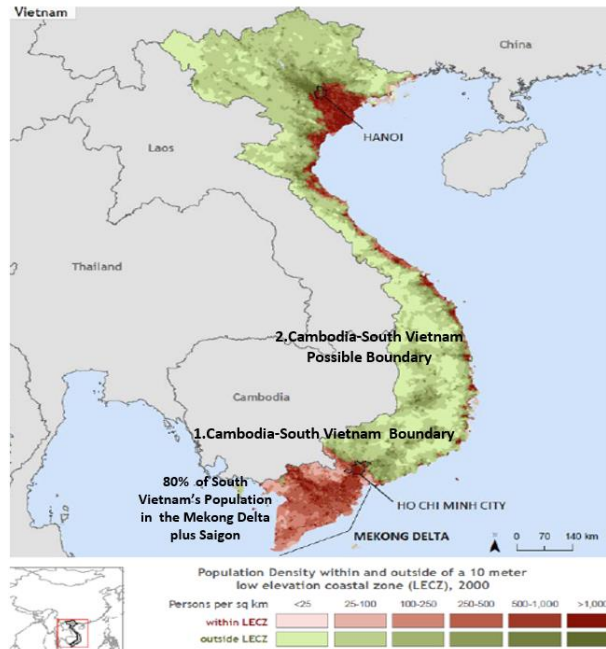 Vietnam
China
HANOI
Laos
Thailand
2.Cambodia-South Vietnam
Possible Boundary
Cambodia
1.Cambodia-South Vietnam Boundary
80% of South
Vietnam's Population
in the Mekong Delta
plus Saigon
HO CHI MINH CITY
MEKONG DELTA
0 70 140 km
Population Density within and outside of a 10 meter
low elevation coastal zone (LECZ), 2000
Persons per sq km <25 25-100 100-250 250-500 500-1,000 >1,000
within LECZ
outside LECZ